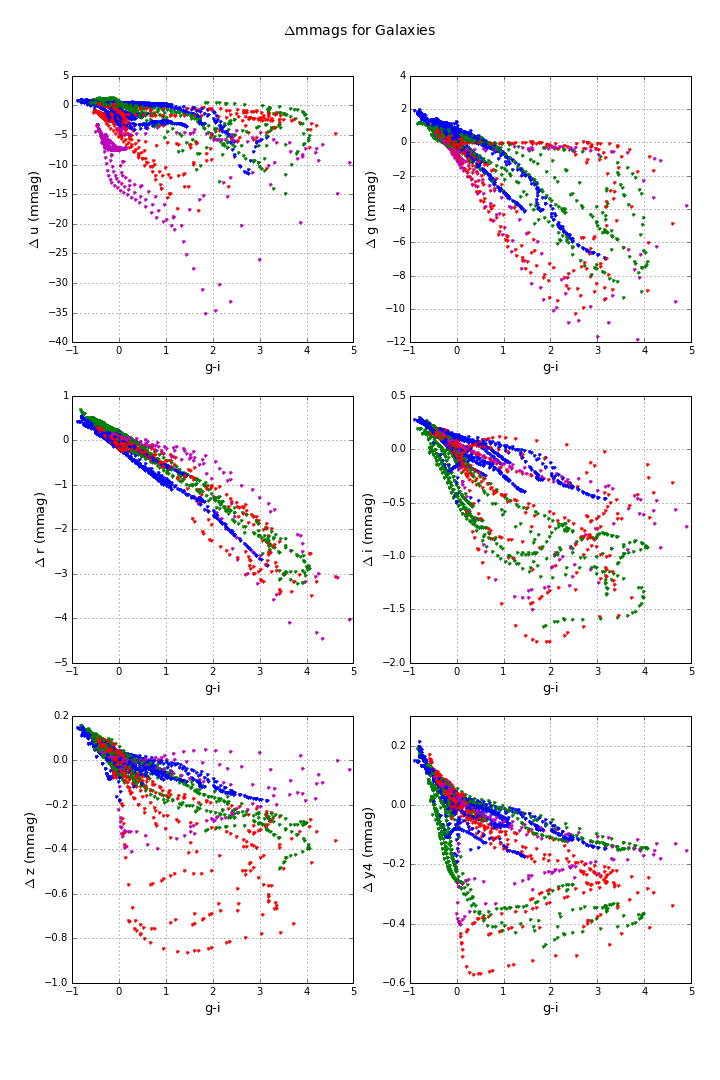 Δmmags for Galaxies
5
0
−5
−10
−15
−20
−25
−30
−35
−40
Δ u (mmag)
−1 0 1 2 3 4 5
g-i
4
2
0
−2
−4
−6
−8
−10
−12
Δ g (mmag)
−1 0 1 2 3 4 5
g-i
1
0
−1
−2
−3
−4
−5
Δ r (mmag)
−1 0 1 2 3 4 5
g-i
0.5
0.0
−0.5
−1.0
−1.5
−2.0
Δ i (mmag)
−1 0 1 2 3 4 5
g-i
0.2
0.0
−0.2
−0.4
−0.6
−0.8
−1.0
Δ z (mmag)
−1 0 1 2 3 4 5
g-i
0.2
0.0
−0.2
−0.4
−0.6
Δ y4 (mmag)
−1 0 1 2 3 4 5
g-i